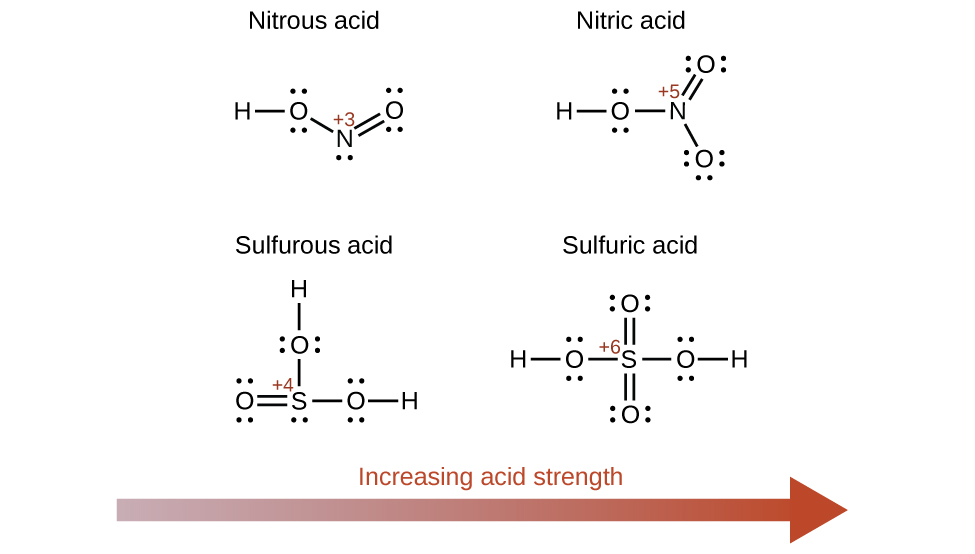 Nitrous acid
Nitric acid
H O +3 N O
H O +5 N O O
Sulfurous acid
Sulfuric acid
H
O
O +4 S O H
O
H O +6 S O H
O
Increasing acid strength